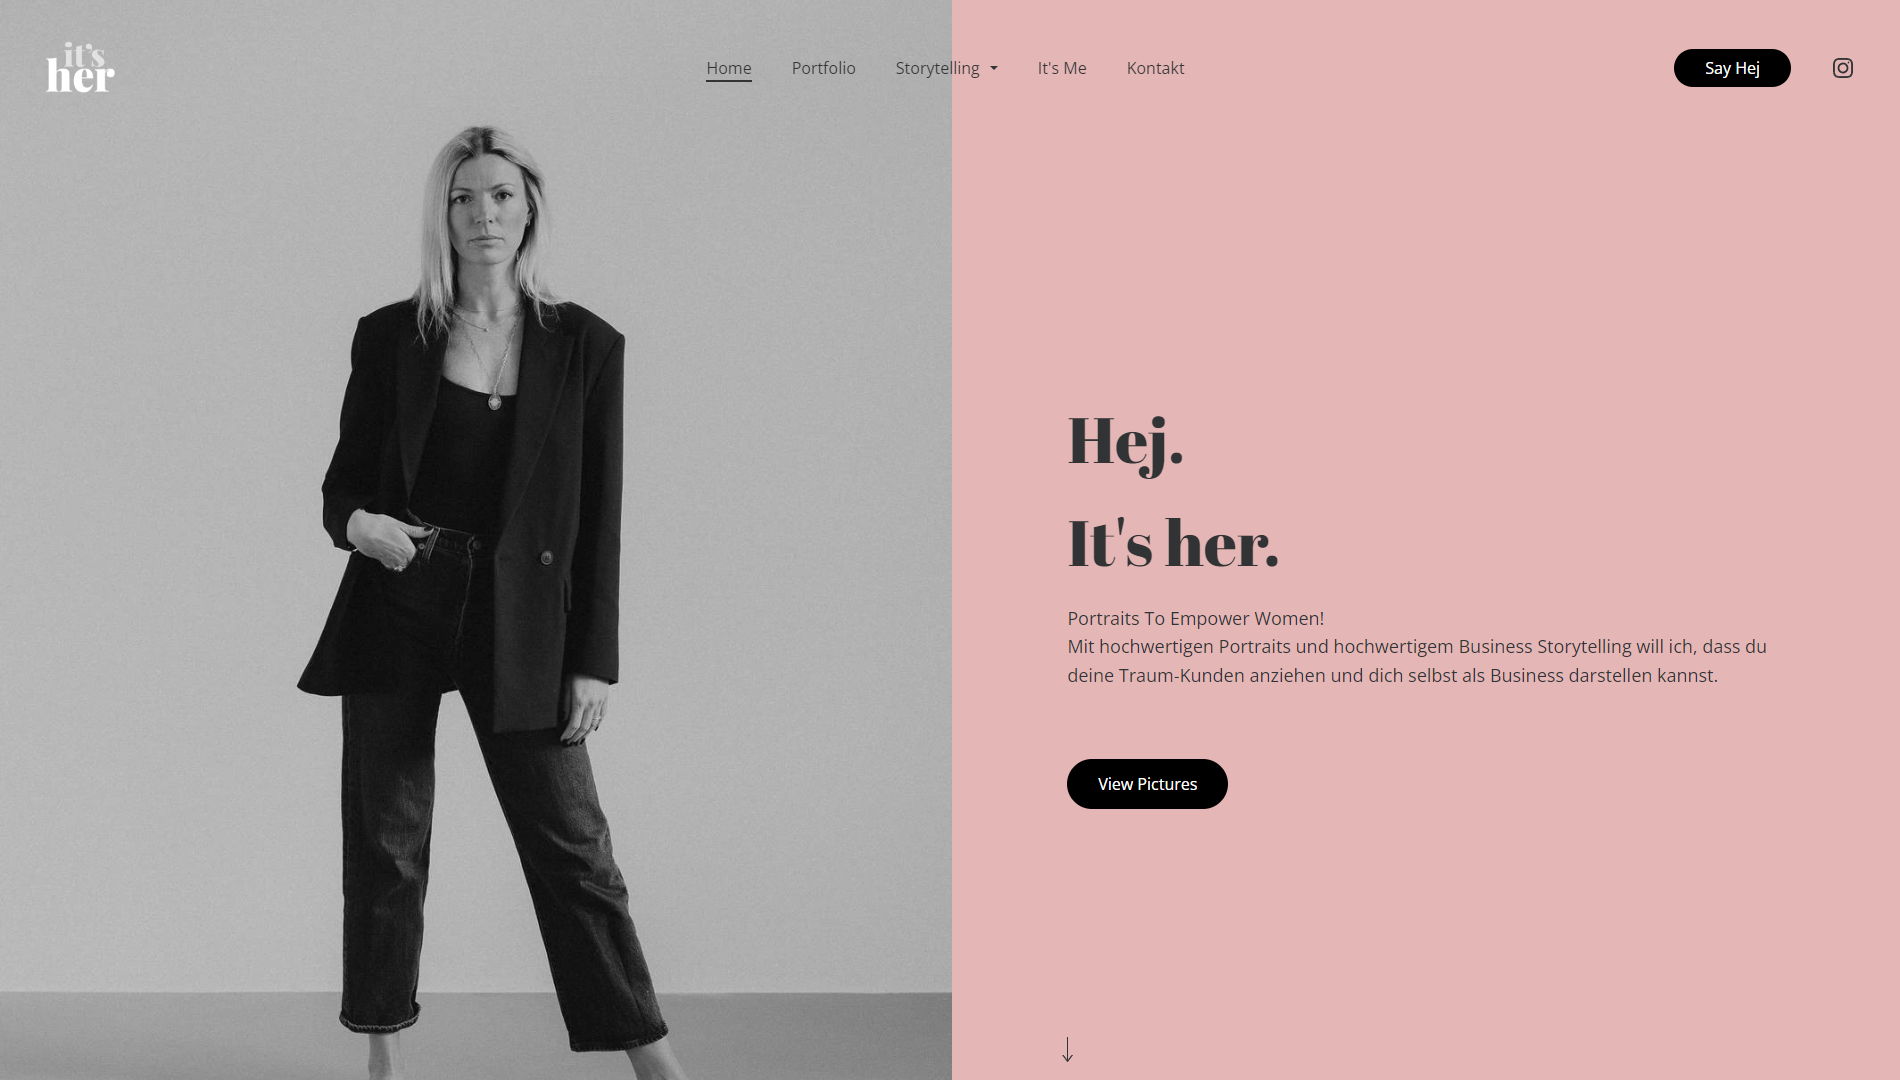 it's
her
Home
Portfolio
Storytelling
It's Me
Kontakt
Say Hej
Hej.
It's her.
Portraits To Empower Women!
Mit hochwertigen Portraits und hochwertigem Business Storytelling will ich, dass du
deine Traum-Kunden anziehen und dich selbst als Business darstellen kannst.
View Pictures